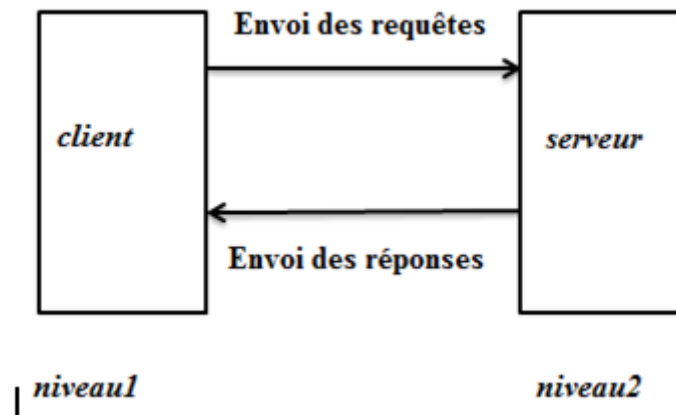 Envoi des requêtes
client
serveur
Envoi des réponses
niveau1
niveau2